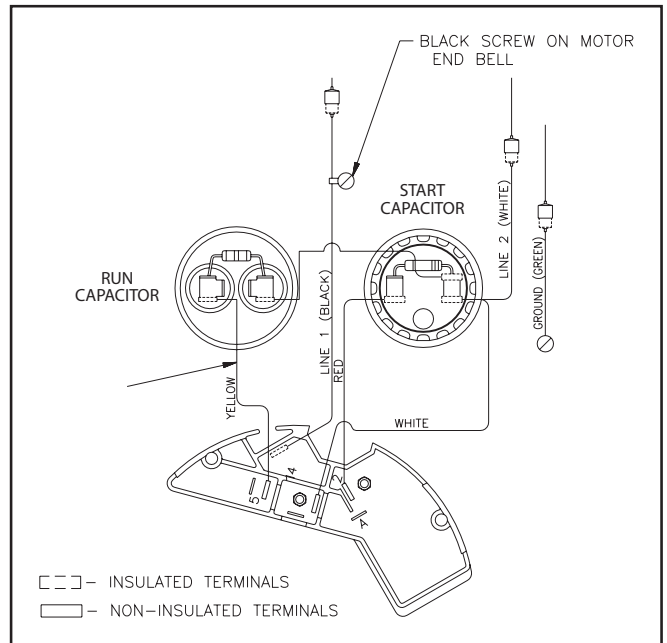 BLACK SCREW ON MOTOR
END BELL
START
CAPACITOR
LINE 2 (WHITE)
GROUND (GREEN)
RUN
CAPACITOR
LINE 1 (BLACK)
RED
YELLOW
WHITE
5
4
2
A
- INSULATED TERMINALS
- NON-INSULATED TERMINALS